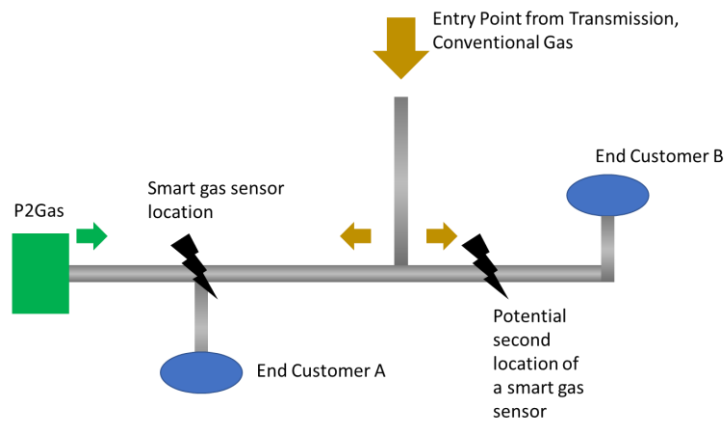 Entry Point from Transmission,
Conventional Gas
End Customer B
Smart gas sensor
location
P2Gas
Potential
second
location of
a smart gas
sensor
End Customer A